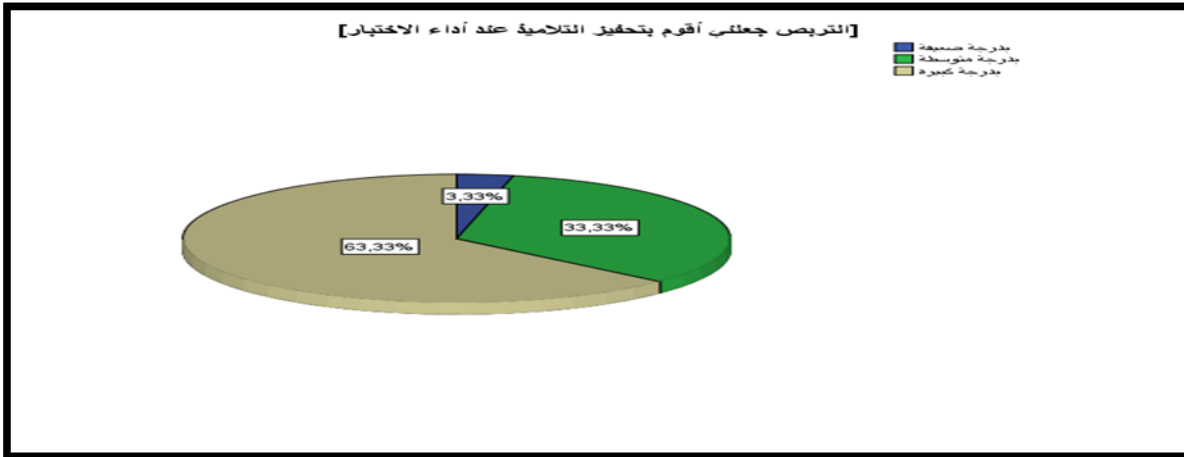 [التربص جعلني أقوم بتحفيز التلاميذ عند أداء الاختبار]
بدرجة ضعيفة
بدرجة متوسطة
بدرجة كبيرة
3,33%
33,33%
63,33%